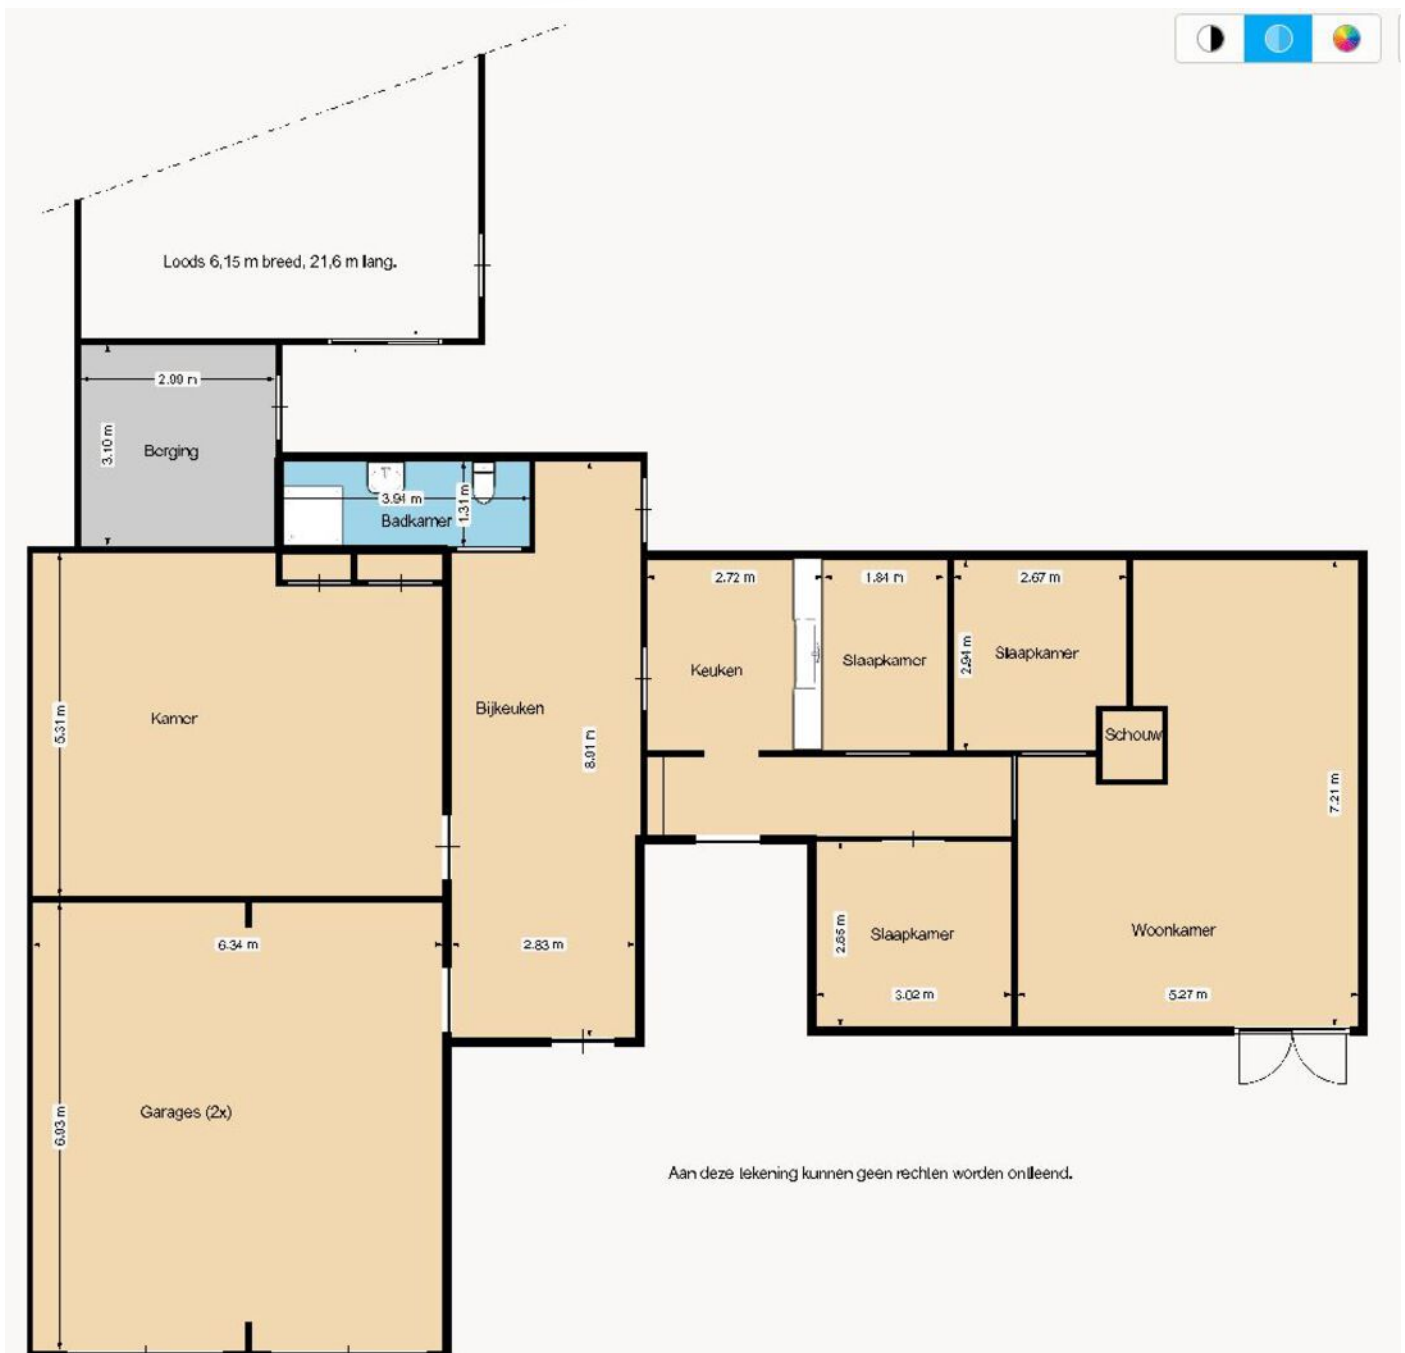 Loods 6,15 m breed, 21,6 m lang.
2.99 m
3.10 m
Berging
3.91 m
1.31 m
Badkamer
2.72 m
1.84 m
2.67 m
Keuken
Slaapkamer
2.94 m
Slaapkamer
Kamer
5.31 m
Bijkeuken
8.91 m
Schouw
7.21 m
6.34 m
2.83 m
2.85 m
Slaapkamer
Woonkamer
3.02 m
5.27 m
Garages (2x)
6.93 m
Aan deze tekening kunnen geen rechten worden ontleend.